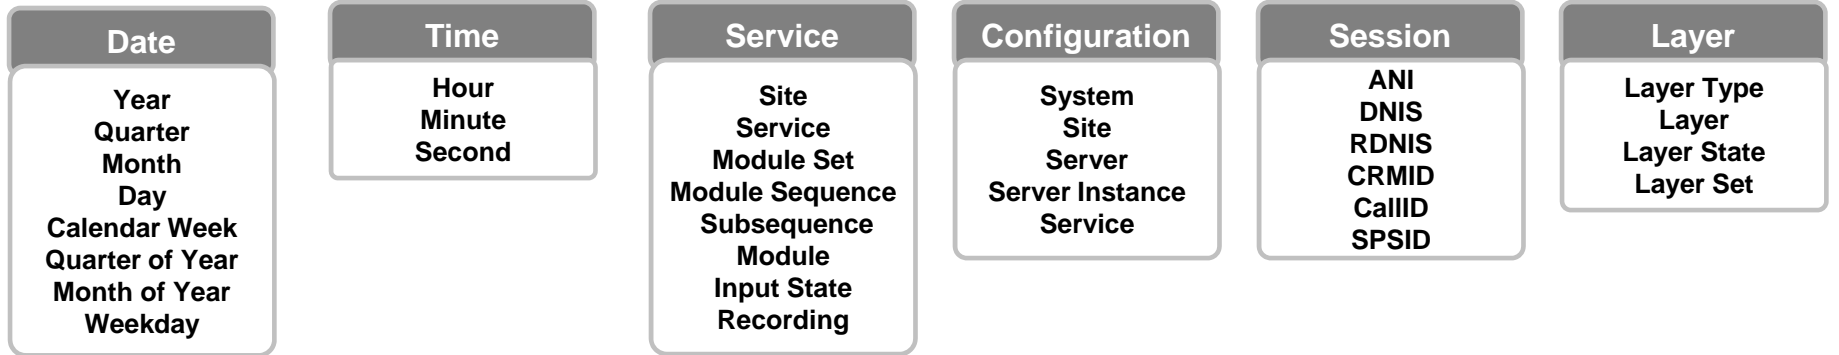 Date
Year
Quarter
Month
Day
Calendar Week
Quarter of Year
Month of Year
Weekday
Time
Hour
Minute
Second
Service
Site
Service
Module Set
Module Sequence
Subsequence
Module
Input State
Recording
Configuration
System
Site
Server
Server Instance
Service
Session
ANI
DNIS
RDNIS
CRMID
CallID
SPSID
Layer
Layer Type
Layer
Layer State
Layer Set